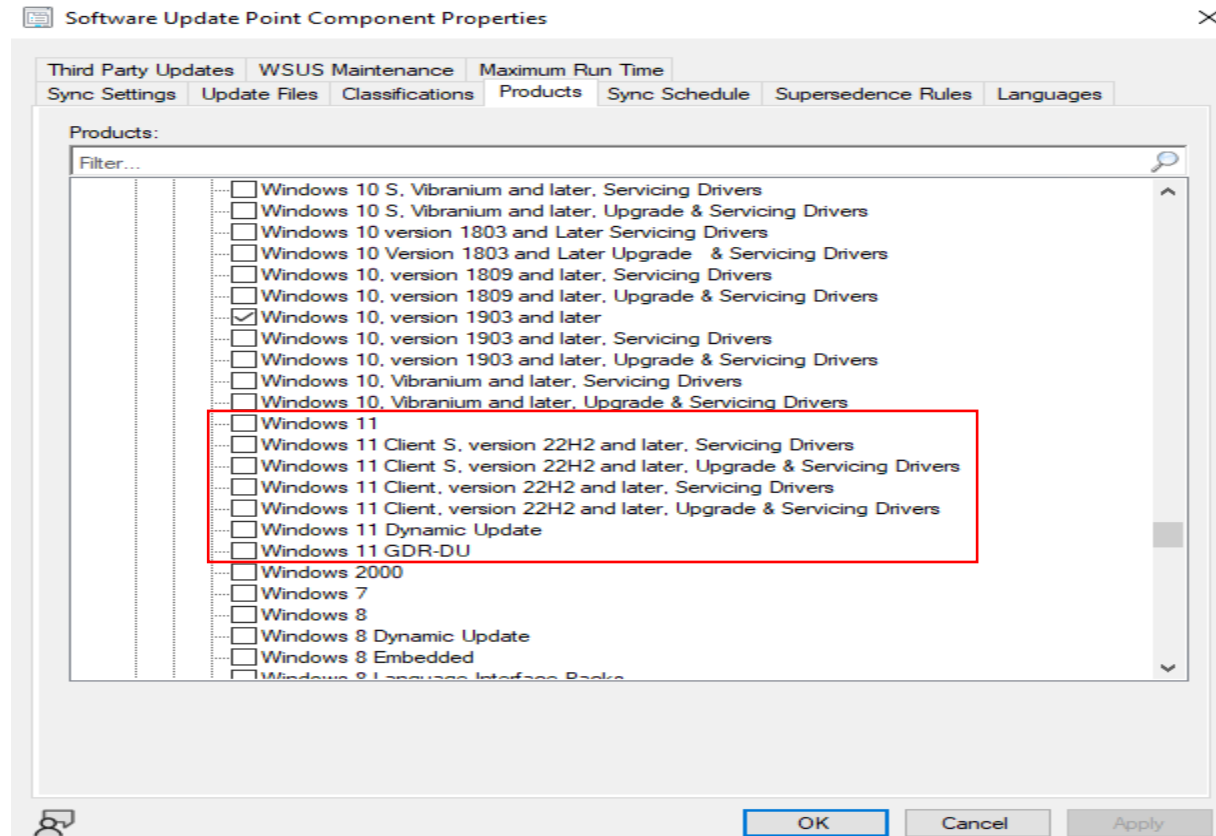 Software Update Point Component Properties
Third Party Updates WSUS Maintenance Maximum Run Time
Sync Settings Update Files Classifications Products Sync Schedule Supersedence Rules Languages
Products:
Filter...
Windows 10 S, Vibranium and later, Servicing Drivers
Windows 10 S, Vibranium and later, Upgrade & Servicing Drivers
Windows 10 version 1803 and Later Servicing Drivers
Windows 10 Version 1803 and Later Upgrade & Servicing Drivers
Windows 10, version 1809 and later, Servicing Drivers
Windows 10, version 1809 and later, Upgrade & Servicing Drivers
Windows 10, version 1903 and later
Windows 10, version 1903 and later, Servicing Drivers
Windows 10, version 1903 and later, Upgrade & Servicing Drivers
Windows 10, Vibranium and later, Servicing Drivers
Windows 10, Vibranium and later, Upgrade & Servicing Drivers
Windows 11
Windows 11 Client S, version 22H2 and later, Servicing Drivers
Windows 11 Client S, version 22H2 and later, Upgrade & Servicing Drivers
Windows 11 Client, version 22H2 and later, Servicing Drivers
Windows 11 Client, version 22H2 and later, Upgrade & Servicing Drivers
Windows 11 Dynamic Update
Windows 11 GDR-DU
Windows 2000
Windows 7
Windows 8
Windows 8 Dynamic Update
Windows 8 Embedded
Windows 8 Language Interface Packs
OK Cancel Apply